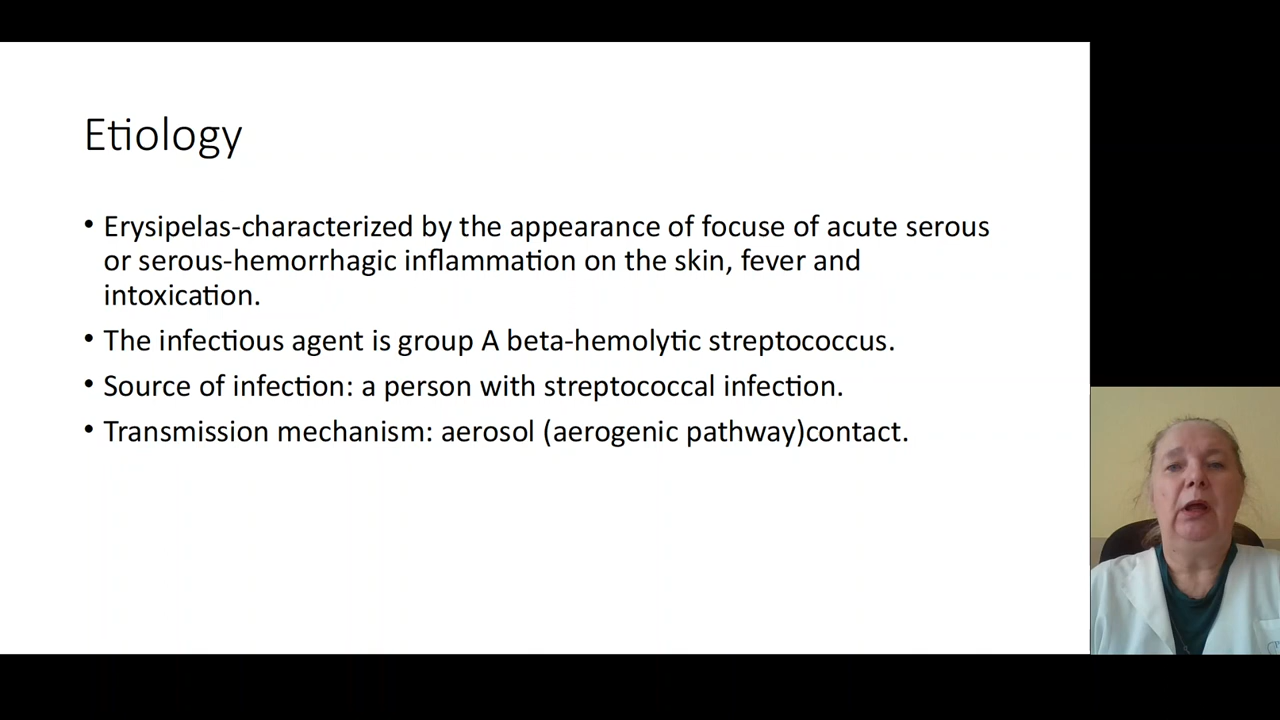 Etiology
• Erysipelas-characterized by the appearance of focuse of acute serous
or serous-hemorrhagic inflammation on the skin, fever and
intoxication.
• The infectious agent is group A beta-hemolytic streptococcus.
• Source of infection: a person with streptococcal infection.
• Transmission mechanism: aerosol (aerogenic pathway)contact.